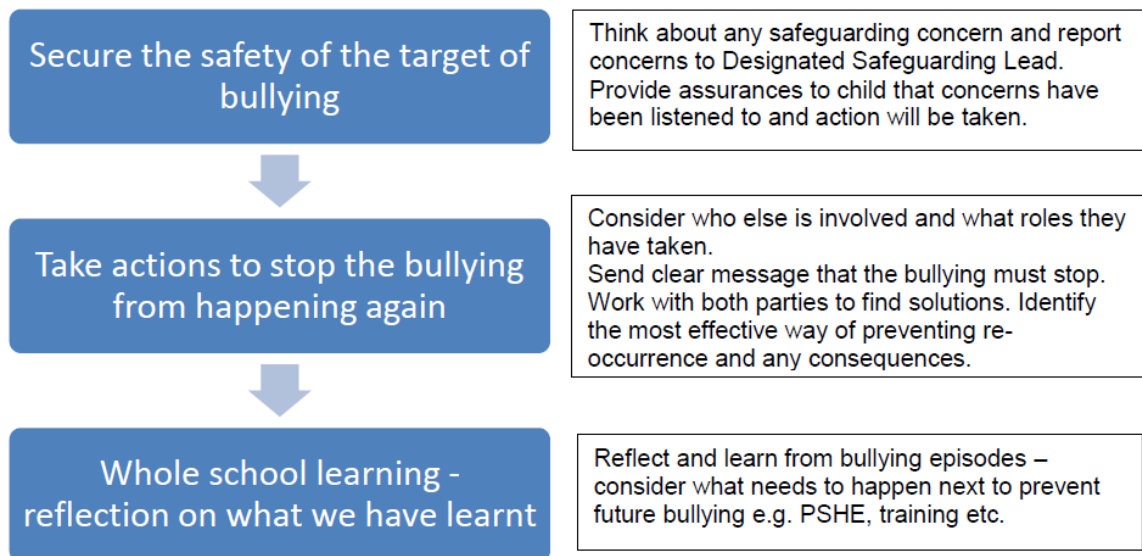 Secure the safety of the target of
bullying
Think about any safeguarding concern and report
concerns to Designated Safeguarding Lead.
Provide assurances to child that concerns have
been listened to and action will be taken.
Take actions to stop the bullying
from happening again
Consider who else is involved and what roles they
have taken.
Send clear message that the bullying must stop.
Work with both parties to find solutions. Identify
the most effective way of preventing re-
occurrence and any consequences.
Whole school learning -
reflection on what we have learnt
Reflect and learn from bullying episodes –
consider what needs to happen next to prevent
future bullying e.g. PSHE, training etc.